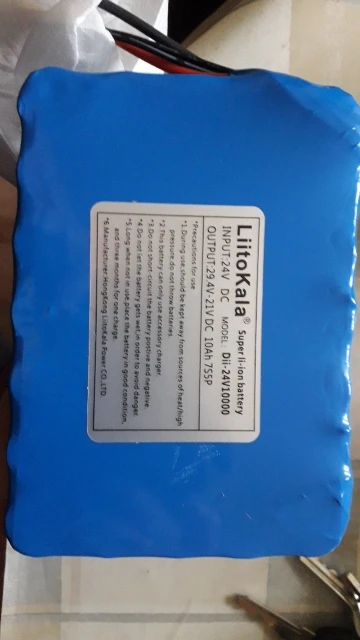 LiitoKala® Super li-ion battery
INPUT:24V DC MODEL: Dii-24V10000
OUTPUT:29.4V-21V DC 10Ah 7S5P
*Precautions for use
*1.During use should be kept away from sources of heat/high
pressure,do not throw batteries.
*2.This battery can only use accessory charger.
*3.Do not short-circuit the battery postive and negative.
*4.Do not let the battery gets wet,in order to avoid danger.
*5.Long when not in use,place the battery in good condition,
and three months for one charge.
*6.Manufacturer:HongKong LiitoKala Power CO.,LTD.